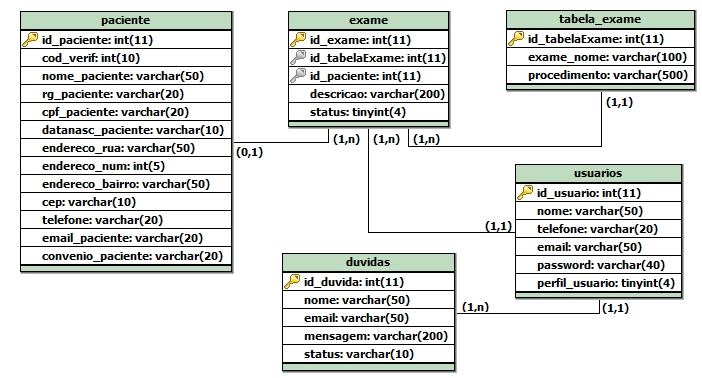 paciente
id_paciente: int(11)
cod_verif: int(10)
nome_paciente: varchar(50)
rg_paciente: varchar(20)
cpf_paciente: varchar(20)
datanasc_paciente: varchar(10)
endereco_rua: varchar(50)
endereco_num: int(5)
endereco_bairro: varchar(50)
cep: varchar(10)
telefone: varchar(20)
email_paciente: varchar(20)
convenio_paciente: varchar(20)
(0,1)
exame
id_exame: int(11)
id_tabelaExame: int(11)
id_paciente: int(11)
descricao: varchar(200)
status: tinyint(4)
(1,n)
(1,n)
(1,n)
tabela_exame
id_tabelaExame: int(11)
exame_nome: varchar(100)
procedimento: varchar(500)
(1,1)
usuarios
id_usuario: int(11)
nome: varchar(50)
telefone: varchar(20)
email: varchar(50)
password: varchar(40)
perfil_usuario: tinyint(4)
(1,1)
(1,1)
duvidas
id_duvida: int(11)
nome: varchar(50)
email: varchar(50)
mensagem: varchar(200)
status: varchar(10)
(1,n)